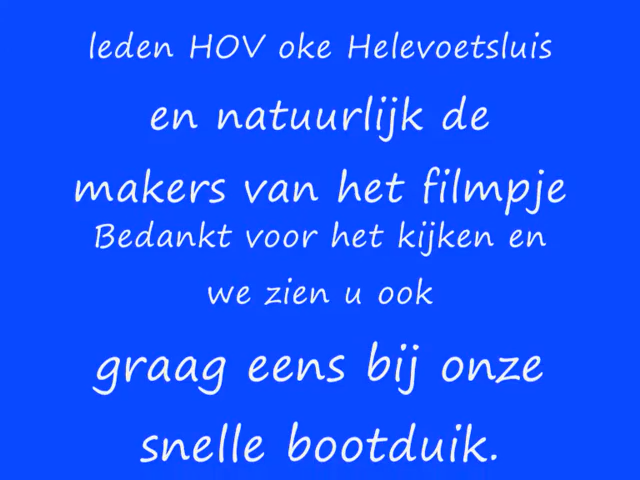 leden HOV oke Helevoetsluis
en natuurlijk de
makers van het filmpje
Bedankt voor het kijken en
we zien u ook
graag eens bij onze
snelle bootduik.